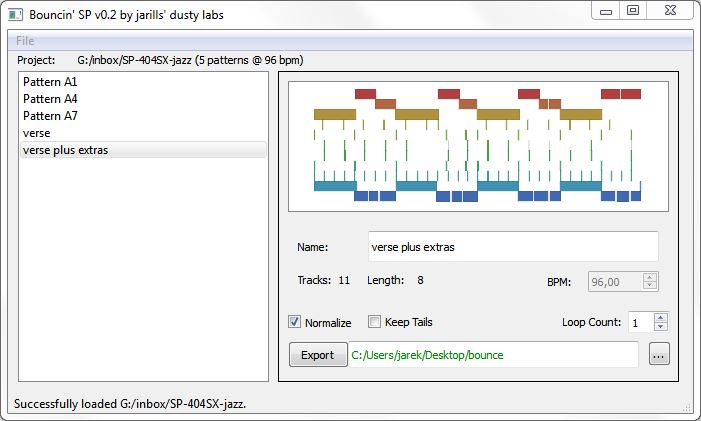 Bouncin' SP v0.2 by jarills' dusty labs
File
Project: G:/inbox/SP-404SX-jazz (5 patterns @ 96 bpm)
Pattern A1
Pattern A4
Pattern A7
verse
verse plus extras
Name: verse plus extras
Tracks: 11 Length: 8 BPM: 96,00
Normalize Keep Tails Loop Count: 1
Export C:/Users/jarek/Desktop/bounce ...
Successfully loaded G:/inbox/SP-404SX-jazz.